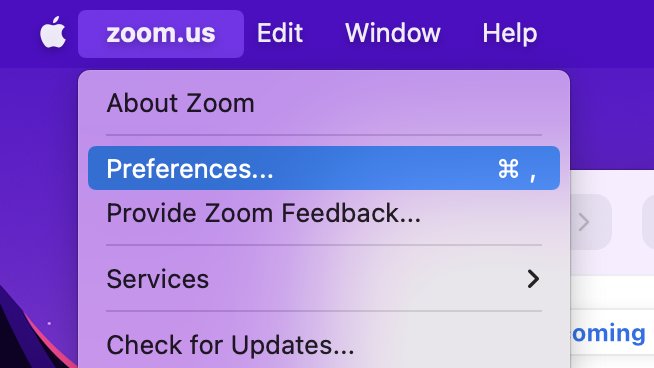 zoom.us Edit Window Help
About Zoom
Preferences... ⌘ ,
Provide Zoom Feedback...
Services
Check for Updates...
oming